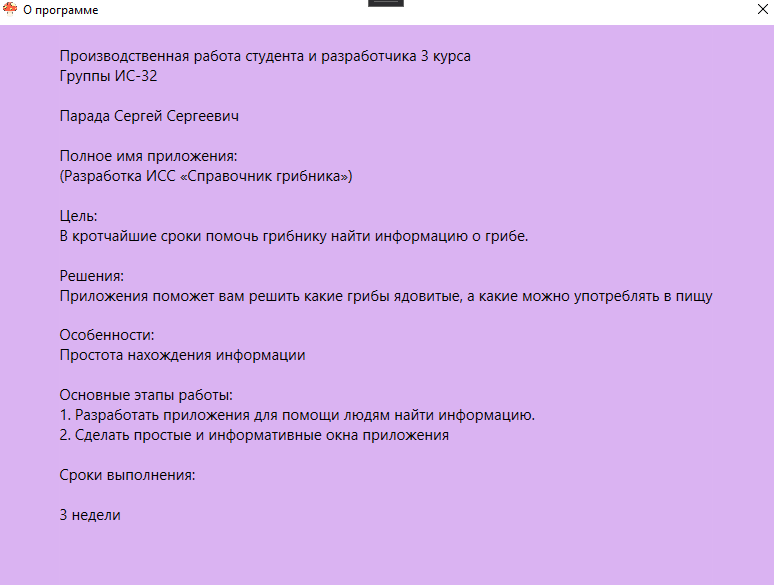 О программе
Производственная работа студента и разработчика 3 курса
Группы ИС-32
Парада Сергей Сергеевич
Полное имя приложения:
(Разработка ИСС «Справочник грибника»)
Цель:
В кротчайшие сроки помочь грибнику найти информацию о грибе.
Решения:
Приложения поможет вам решить какие грибы ядовитые, а какие можно употреблять в пищу
Особенности:
Простота нахождения информации
Основные этапы работы:
1. Разработать приложения для помощи людям найти информацию.
2. Сделать простые и информативные окна приложения
Сроки выполнения:
3 недели